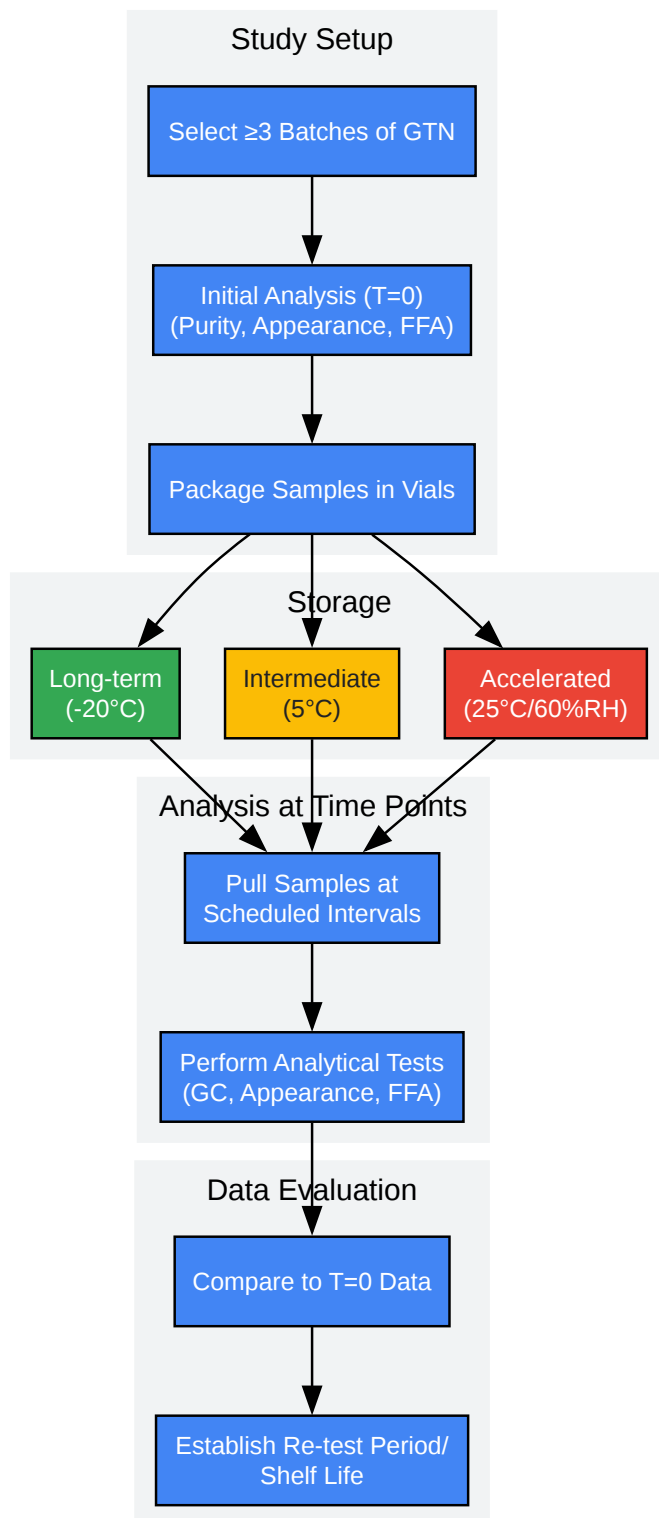 Study Setup
Select ≥3 Batches of GTN
Initial Analysis (T=0)
(Purity, Appearance, FFA)
Package Samples in Vials
Storage
Long-term
(-20°C)
Intermediate
(5°C)
Accelerated
(25°C/60%RH)
Analysis at Time Points
Pull Samples at
Scheduled Intervals
Perform Analytical Tests
(GC, Appearance, FFA)
Data Evaluation
Compare to T=0 Data
Establish Re-test Period/
Shelf Life